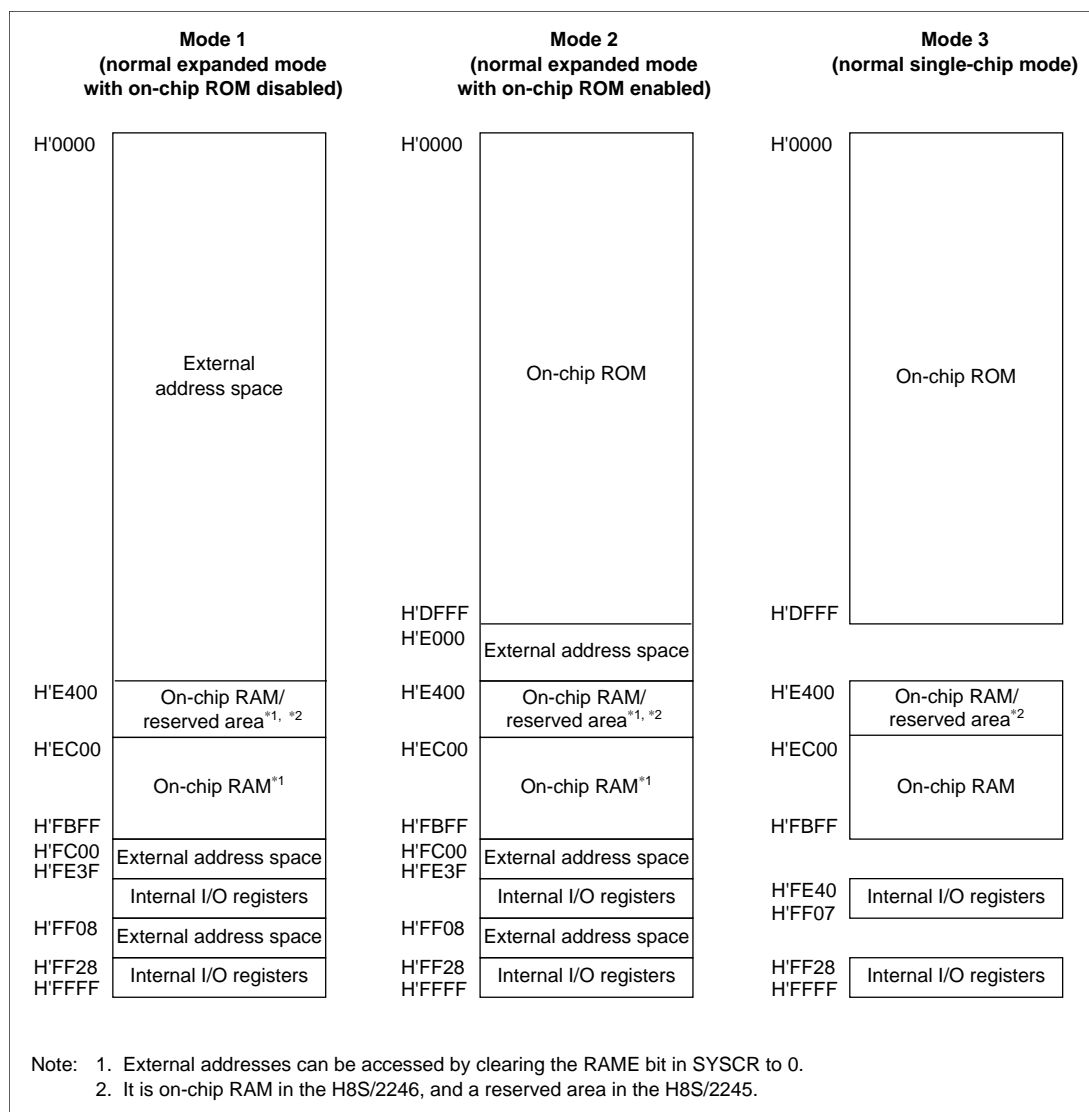 Mode 1
(normal expanded mode
with on-chip ROM disabled)
H'0000
External
address space
H'E400
On-chip RAM/
reserved area*1, *2
H'EC00
On-chip RAM*1
H'FBFF
H'FC00
External address space
H'FE3F
Internal I/O registers
H'FF08
External address space
H'FF28
Internal I/O registers
H'FFFF
Mode 2
(normal expanded mode
with on-chip ROM enabled)
H'0000
On-chip ROM
H'DFFF
H'E000
External address space
H'E400
On-chip RAM/
reserved area*1, *2
H'EC00
On-chip RAM*1
H'FBFF
H'FC00
External address space
H'FE3F
Internal I/O registers
H'FF08
External address space
H'FF28
Internal I/O registers
H'FFFF
Mode 3
(normal single-chip mode)
H'0000
On-chip ROM
H'DFFF
H'E400
On-chip RAM/
reserved area*2
H'EC00
On-chip RAM
H'FBFF
H'FE40
Internal I/O registers
H'FF07
H'FF28
Internal I/O registers
H'FFFF
Note: 1. External addresses can be accessed by clearing the RAME bit in SYSCR to 0.
2. It is on-chip RAM in the H8S/2246, and a reserved area in the H8S/2245.